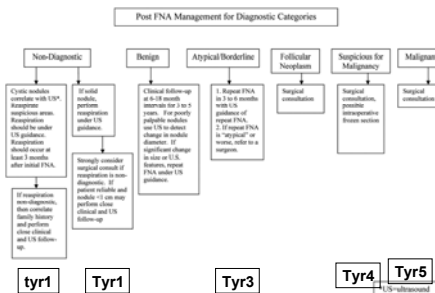 Post FNA Management for Diagnostic Categories
Non-Diagnostic
Benign
Atypical/Borderline
Follicular
Neoplasm
Suspicious for
Malignancy
Malignan
Cystic nodules
correlate with US*.
Reaspirate
suspicious areas.
Reaspiration
should be under
US guidance.
Reaspiration
should occur at
least 3 months
after initial FNA.
If solid
nodule,
perform
reaspiration
under US
guidance.
Clinical follow-up
at 6-18 month
intervals for 3 to 5
years. For poorly
palpable nodules
use US to detect
change in nodule
diameter. If
significant change
in size or U.S.
features, repeat
FNA under US
guidance.
1. Repeat FNA
in 3 to 6
months with
US guidance
of repeat FNA.
2. If repeat FNA
is "atypical" or
worse, refer to a
surgeon.
Surgical
consultation
Surgical
consultation,
possible
intraoperative
frozen section
Surgical
consultation
If reaspiration
non-diagnostic,
then correlate
family history
and perform
close clinical
and US follow-
up.
Strongly consider
surgical consult if
reaspiration is non-
diagnostic. If
patient reliable and
nodule <1 cm may
perform close
clinical and US
follow-up
tyr1
Tyr1
Tyr3
Tyr4
Tyr5
*US=ultrasound